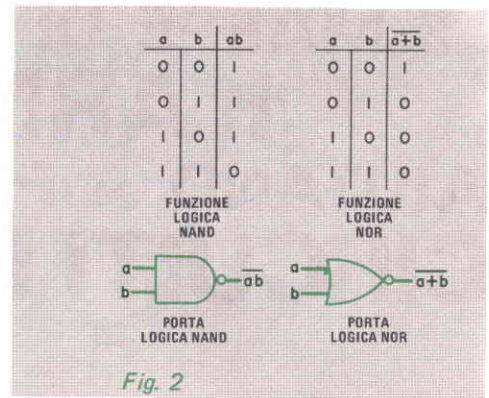 a b ab a b a+b
0 0 1 0 0 1
0 1 1 0 1 0
1 0 1 1 0 0
1 1 0 1 1 0
FUNZIONE
LOGICA
NAND
FUNZIONE
LOGICA
NOR
a
b
ab
a
b
a+b
PORTA
LOGICA NAND
PORTA
LOGICA NOR
Fig. 2